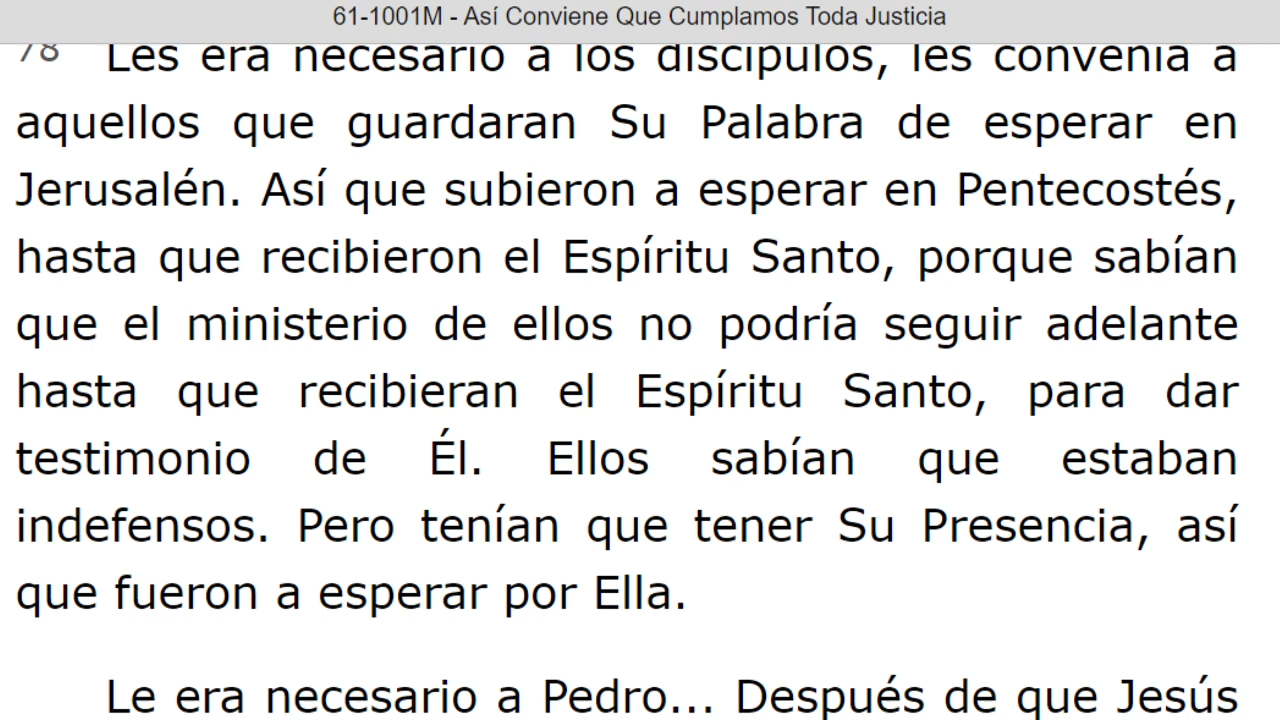 61-1001M - Así Conviene Que Cumplamos Toda Justicia
78 Les era necesario a los discípulos, les convenía a
aquellos que guardaran Su Palabra de esperar en
Jerusalén. Así que subieron a esperar en Pentecostés,
hasta que recibieron el Espíritu Santo, porque sabían
que el ministerio de ellos no podría seguir adelante
hasta que recibieran el Espíritu Santo, para dar
testimonio de Él. Ellos sabían que estaban
indefensos. Pero tenían que tener Su Presencia, así
que fueron a esperar por Ella.
Le era necesario a Pedro... Después de que Jesús